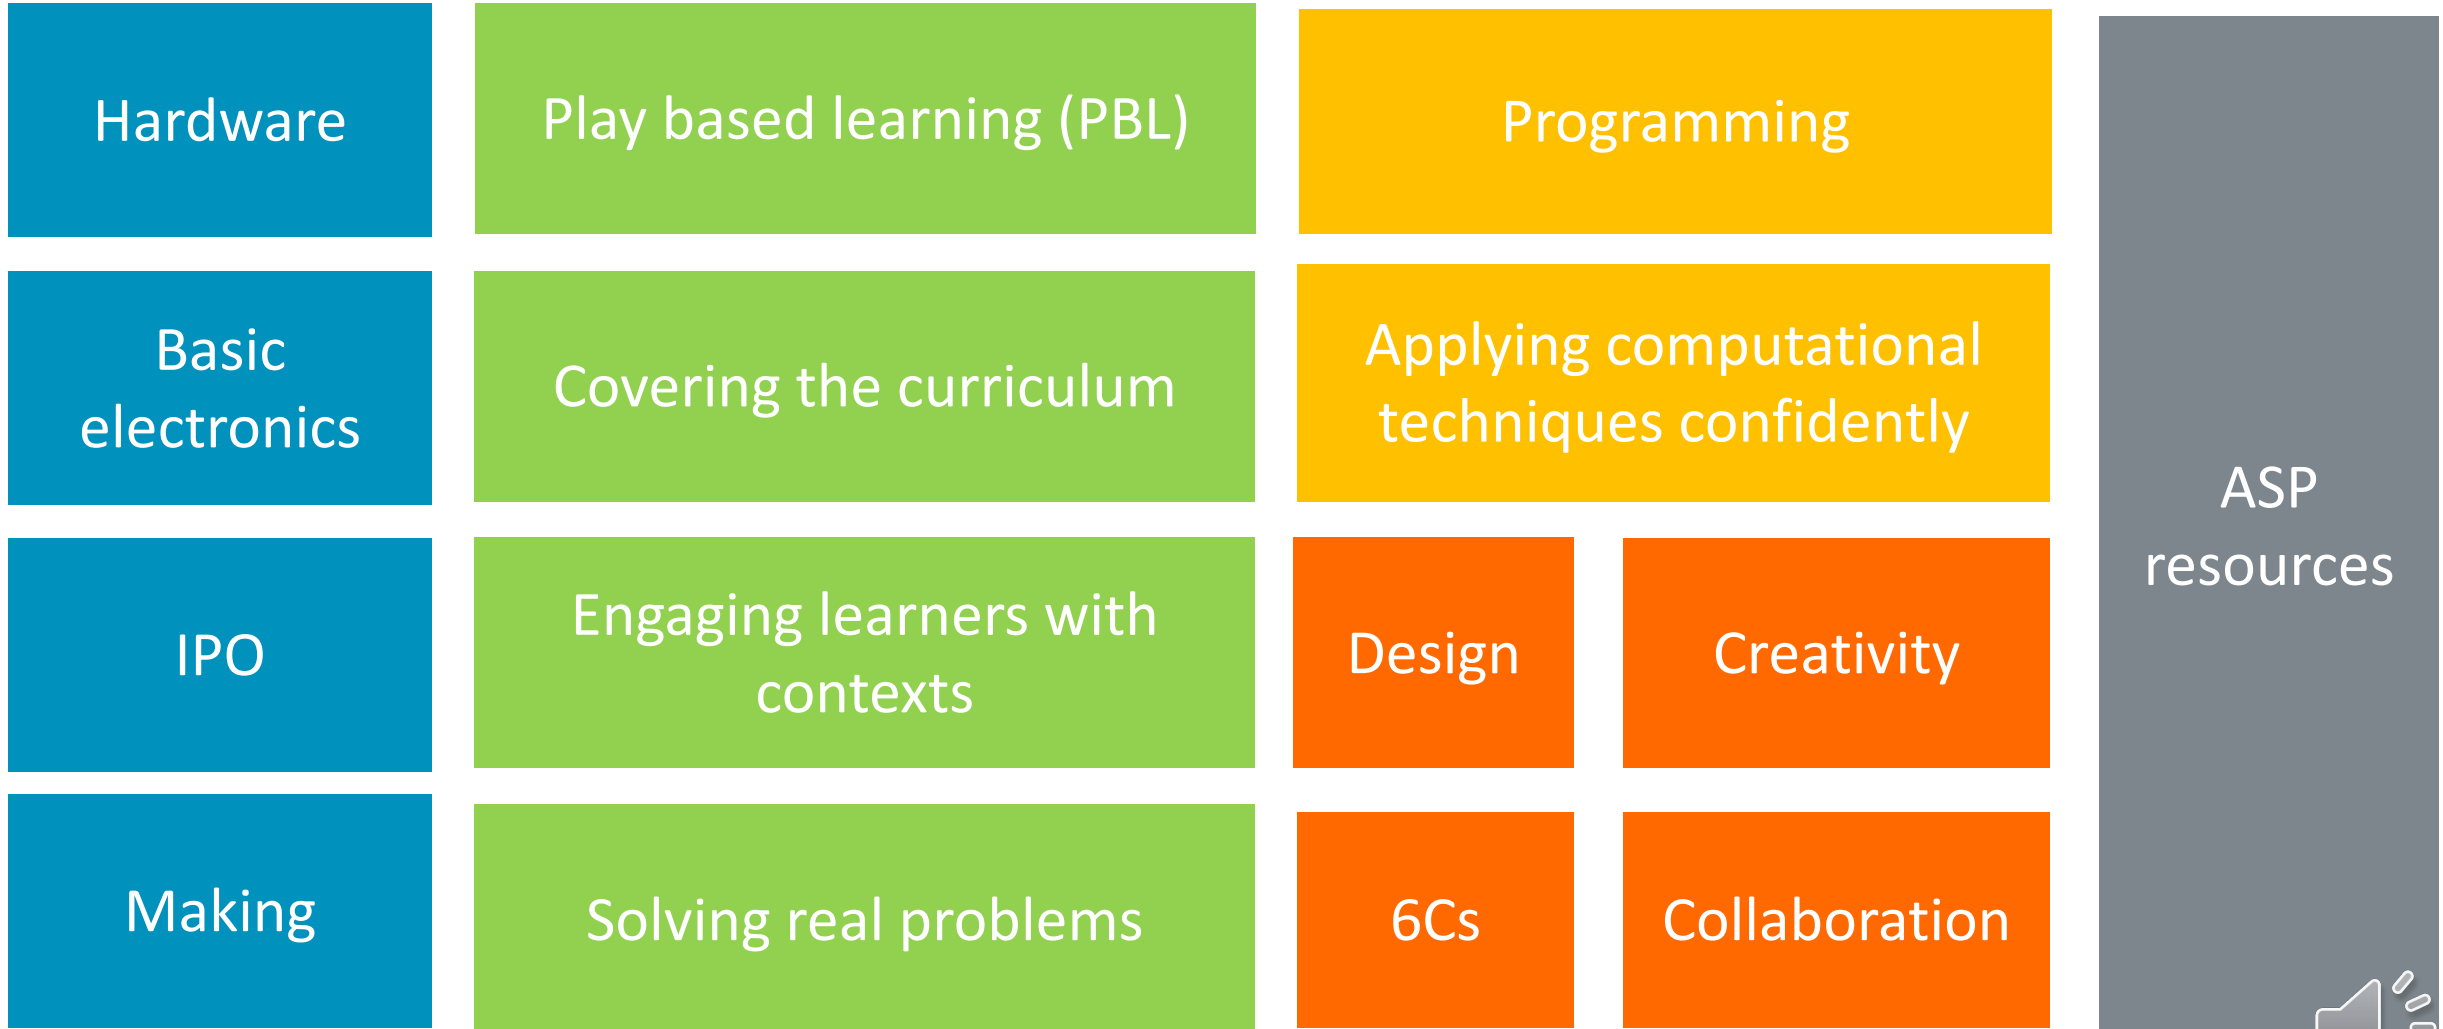 Hardware
Play based learning (PBL)
Programming
Basic
electronics
Covering the curriculum
Applying computational
techniques confidently
IPO
Engaging learners with
contexts
Design
Creativity
Making
Solving real problems
6Cs
Collaboration
ASP
resources